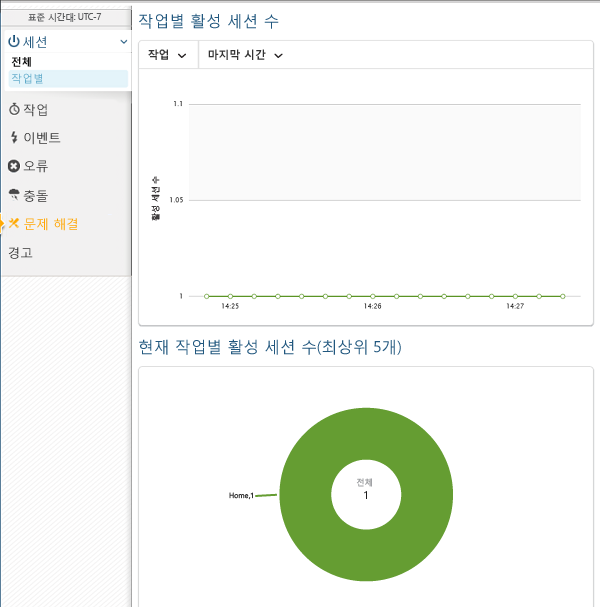 표준 시간대: UTC-7
세션
전체
작업별
작업
이벤트
오류
충돌
문제 해결
경고
작업별 활성 세션 수
작업
마지막 시간
활성 세션 수
1.1
1.05
1
14:25
14:26
14:27
현재 작업별 활성 세션 수(최상위 5개)
Home,1
전체
1